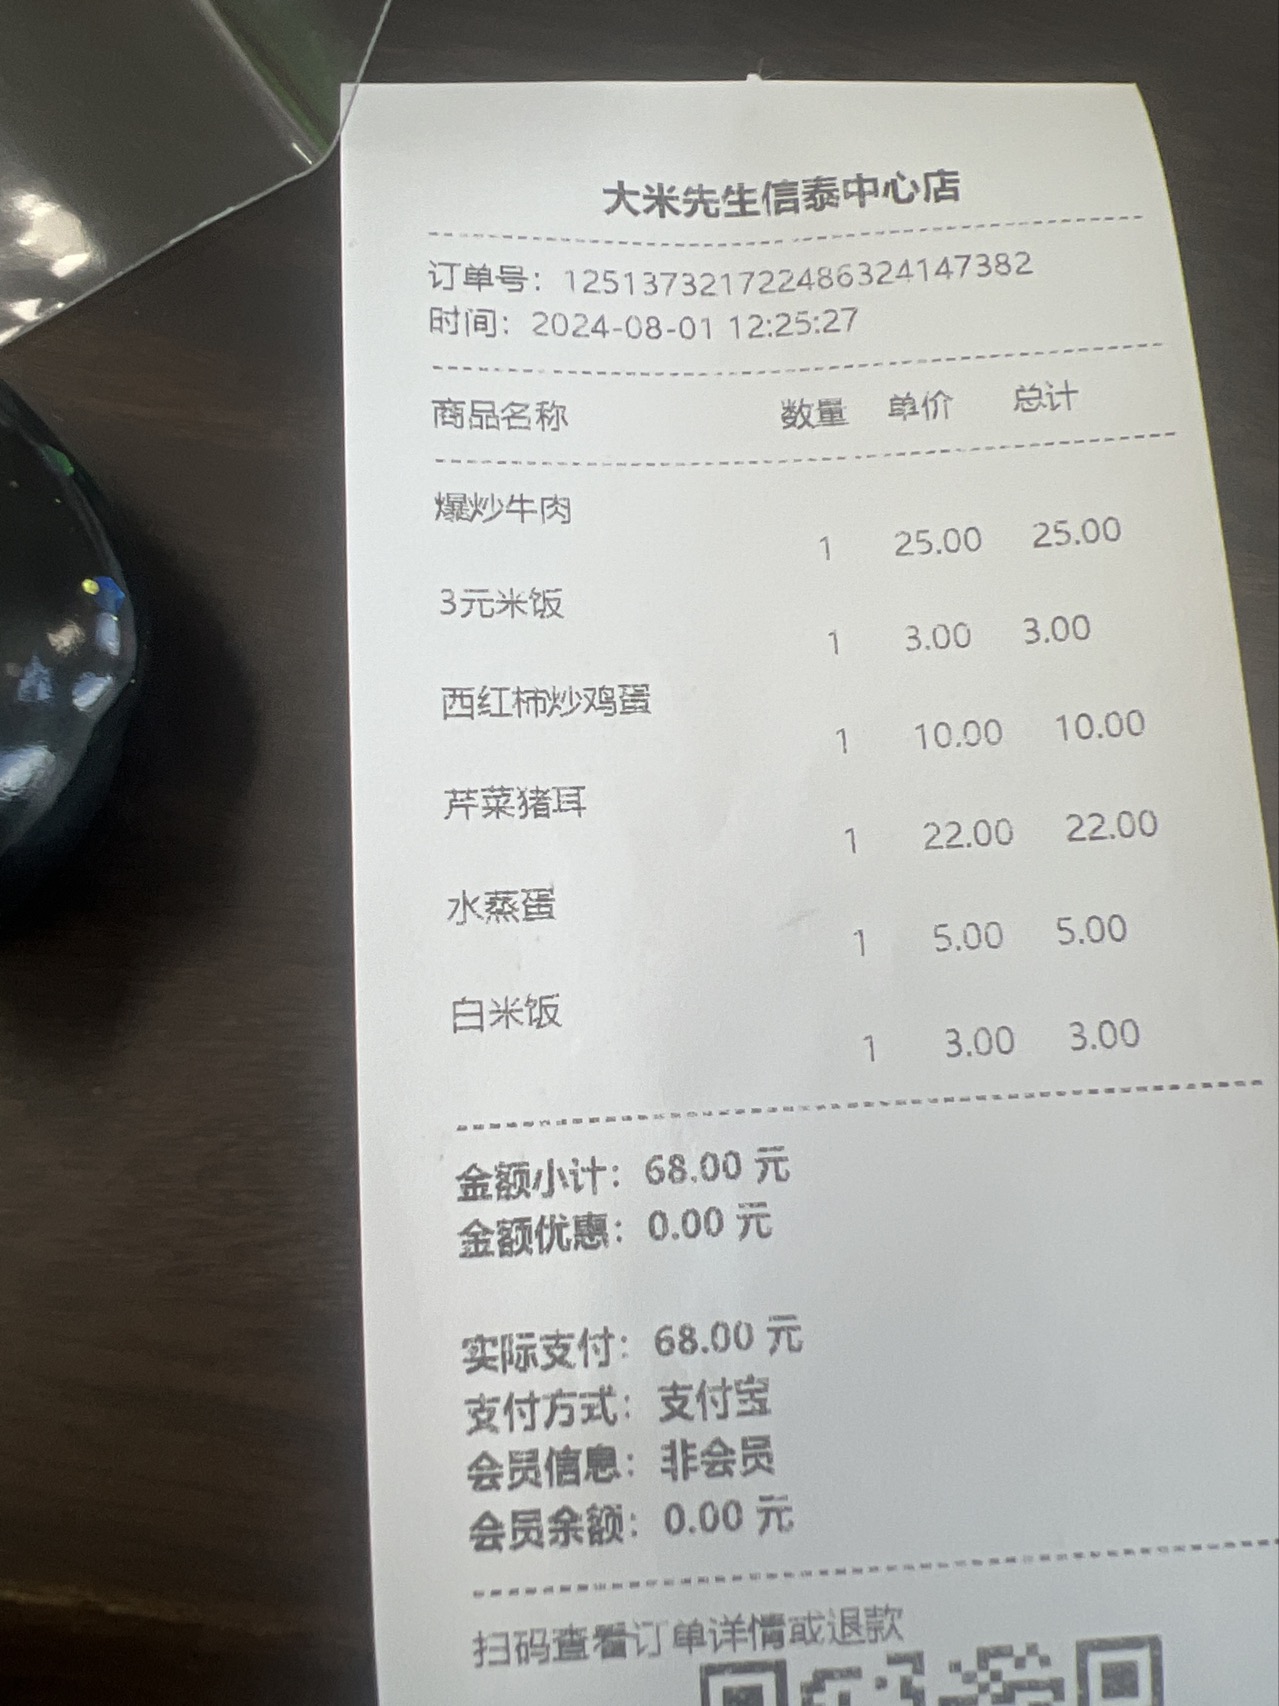 大米先生信泰中心店
订单号：12513732172248632​4147382
时间：2024-08-01 12:25:27
商品名称 数量 单价 总计
爆炒牛肉
1 25.00 25.00
3元米饭
1 3.00 3.00
西红柿炒鸡蛋
1 10.00 10.00
芹菜猪耳
1 22.00 22.00
水蒸蛋
1 5.00 5.00
白米饭
1 3.00 3.00
金额小计：68.00 元
金额优惠：0.00 元
实际支付：68.00 元
支付方式：支付宝
会员信息：非会员
会员余额：0.00 元
扫码查看订单详情或退款